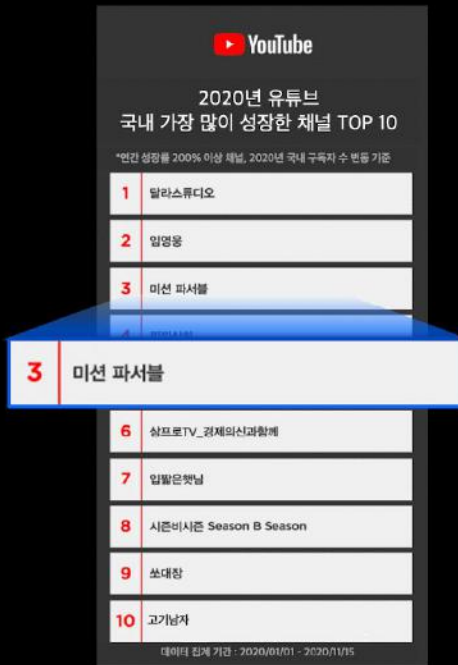 YouTube
2020년 유튜브
국내 가장 많이 성장한 채널 TOP 10
*연간 성장률 200% 이상 채널, 2020년 국내 구독자 수 변동 기준
1 달라스튜디오
2 임영웅
3 미션 파서블
4
3 미션 파서블
6 삼프로TV_경제의신과함께
7 입짧은햇님
8 시즌비시즌 Season B Season
9 쏘대장
10 고기남자
데이터 집계 기간 : 2020/01/01 - 2020/11/15